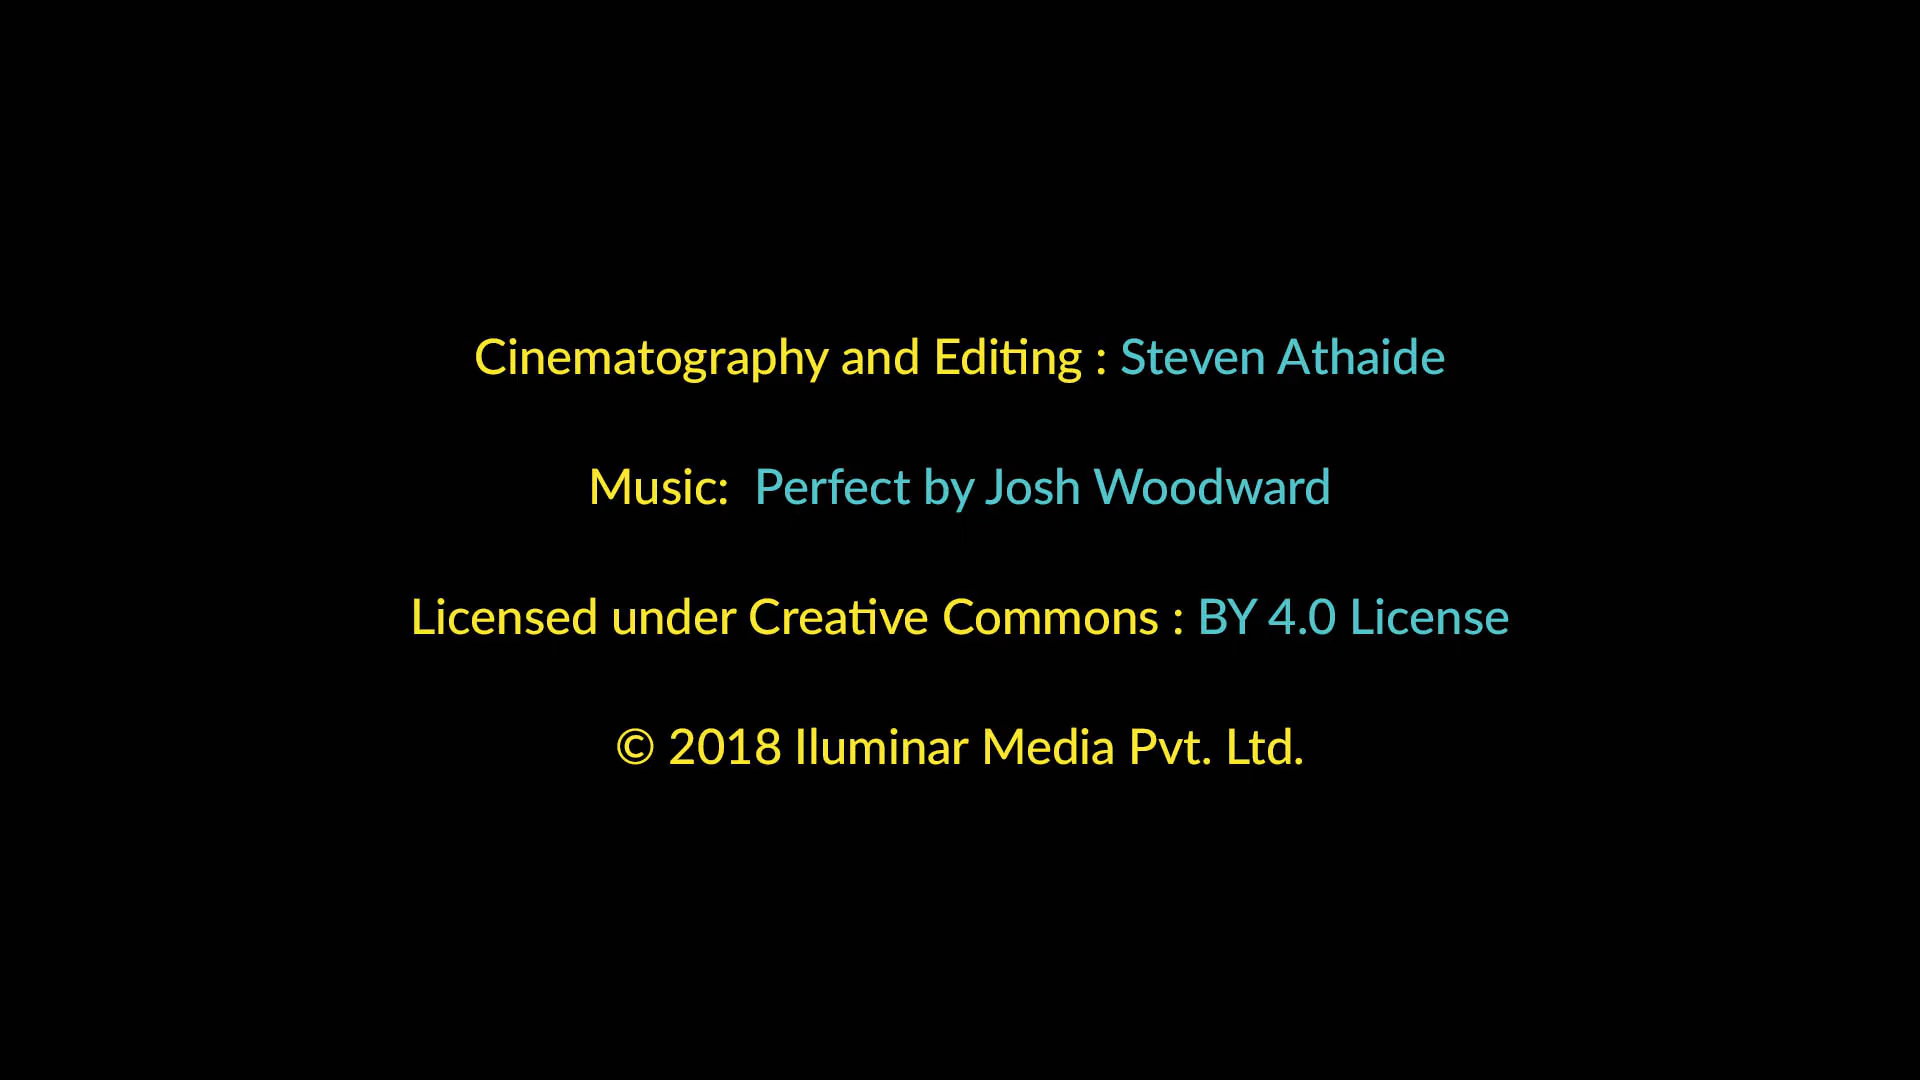 Cinematography and Editing : Steven Athaide
Music:  Perfect by Josh Woodward
Licensed under Creative Commons : BY 4.0 License
© 2018 Iluminar Media Pvt. Ltd.